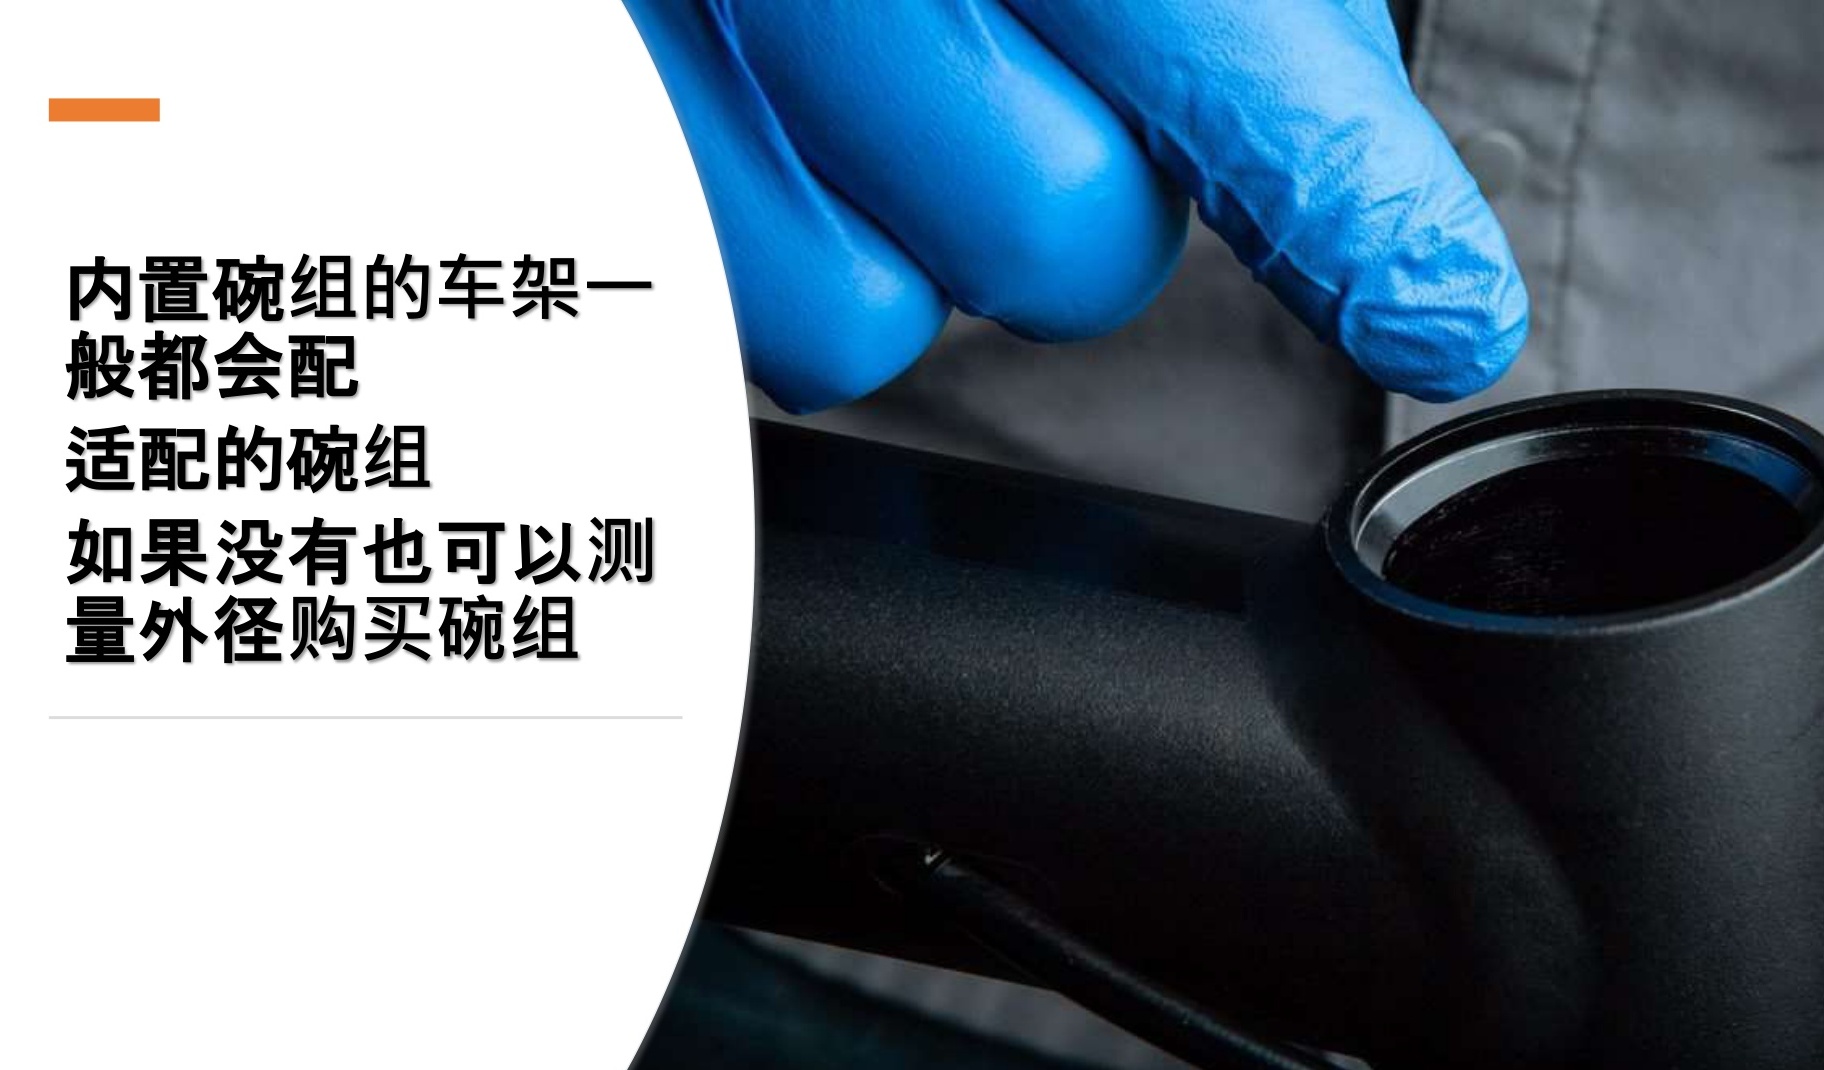 内置碗组的车架一
般都会配
适配的碗组
如果没有也可以测
量外径购买碗组